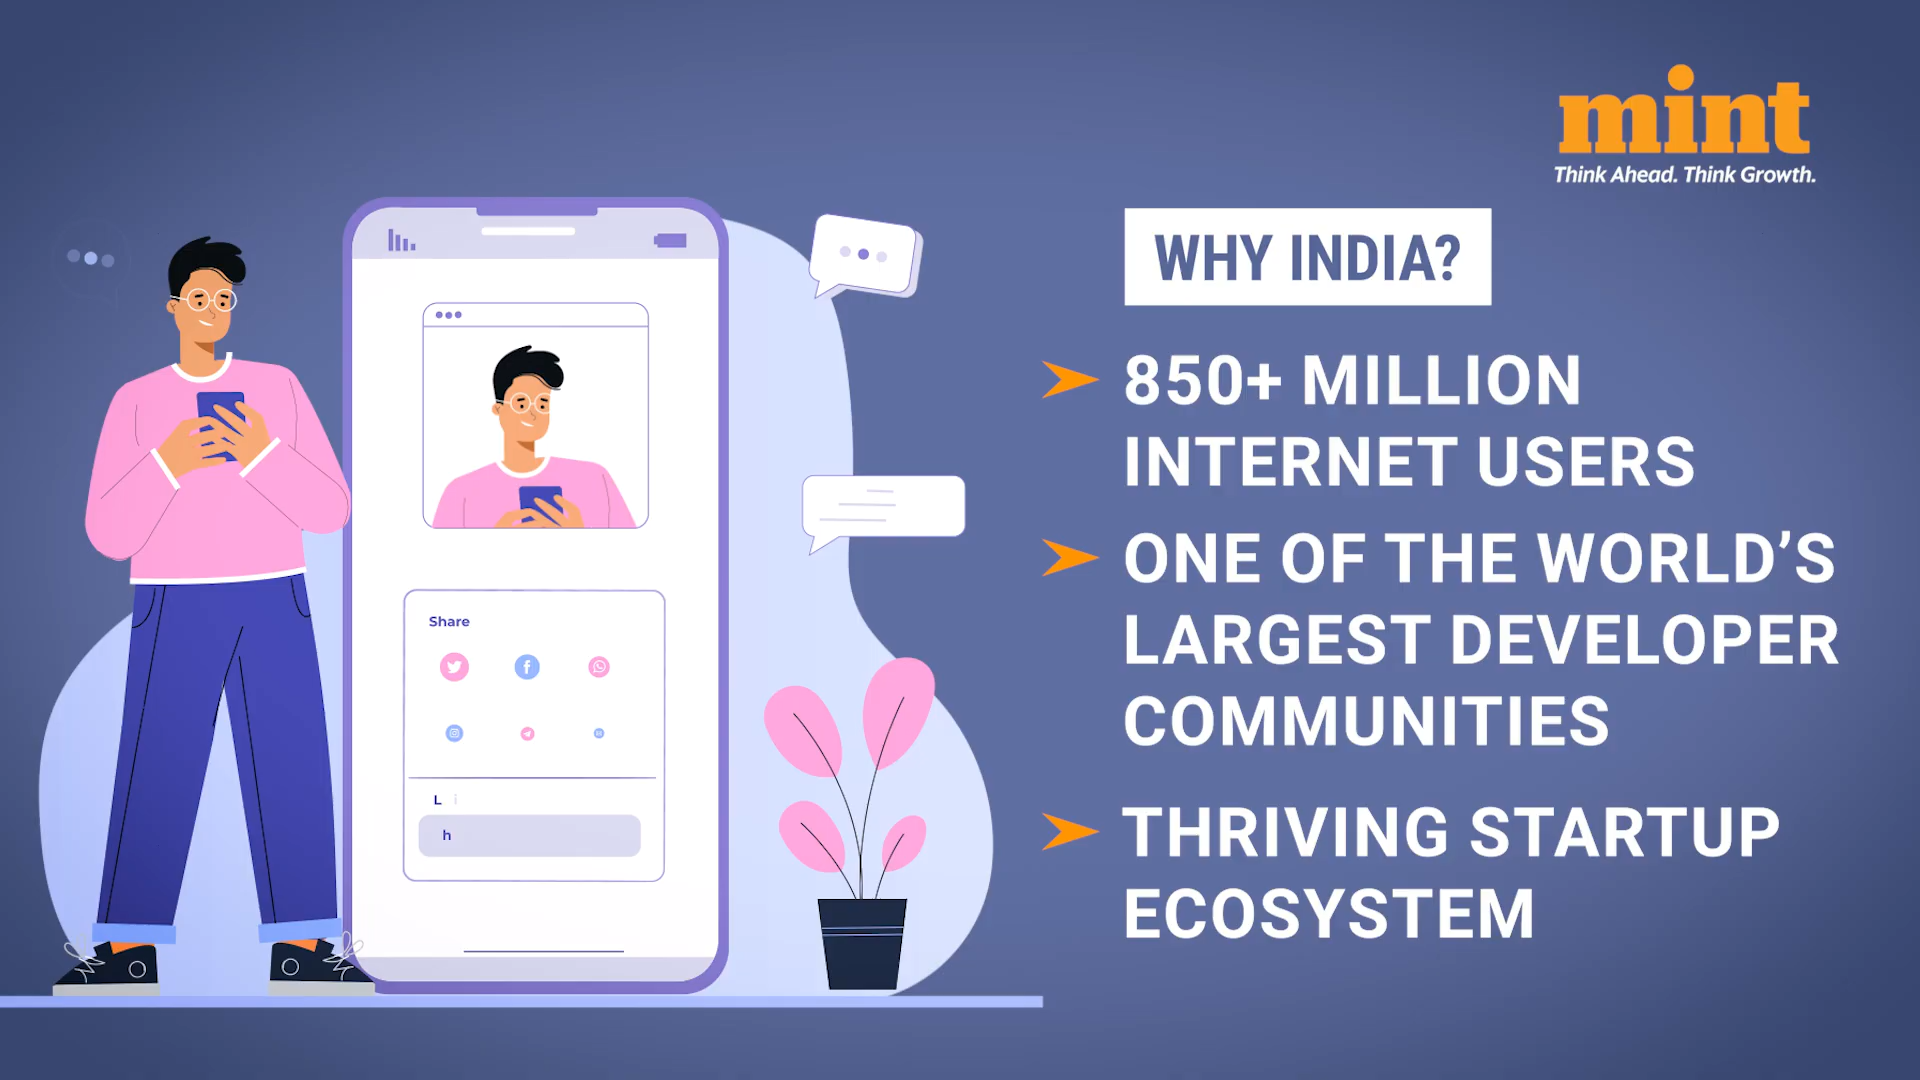 mint
Think Ahead. Think Growth.
WHY INDIA?
850+ MILLION
INTERNET USERS
ONE OF THE WORLD'S
LARGEST DEVELOPER
COMMUNITIES
THRIVING STARTUP
ECOSYSTEM
Share
L i
h